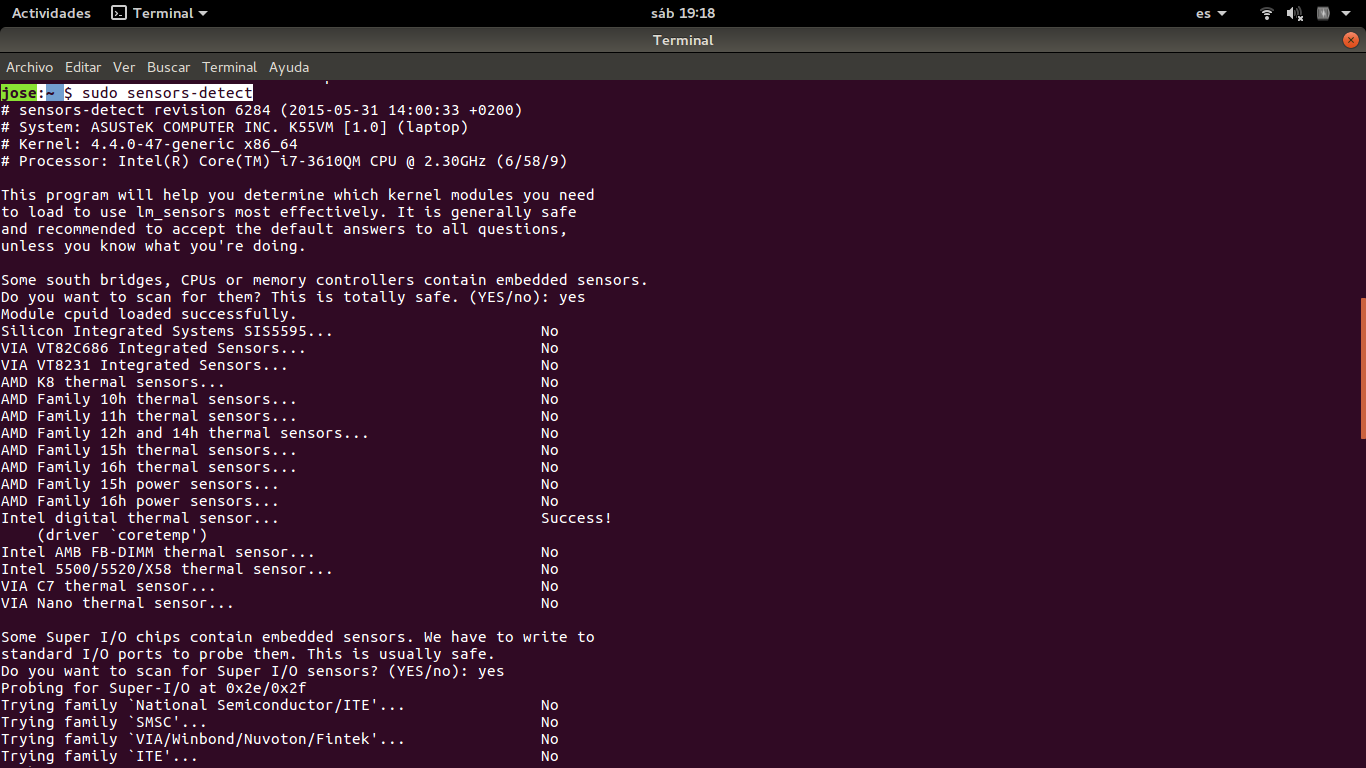 Actividades Terminal sáb 19:18 es
Terminal
Archivo Editar Ver Buscar Terminal Ayuda
jose:~ $ sudo sensors-detect
# sensors-detect revision 6284 (2015-05-31 14:00:33 +0200)
# System: ASUSTeK COMPUTER INC. K55VM [1.0] (laptop)
# Kernel: 4.4.0-47-generic x86_64
# Processor: Intel(R) Core(TM) i7-3610QM CPU @ 2.30GHz (6/58/9)
This program will help you determine which kernel modules you need
to load to use lm_sensors most effectively. It is generally safe
and recommended to accept the default answers to all questions,
unless you know what you're doing.
Some south bridges, CPUs or memory controllers contain embedded sensors.
Do you want to scan for them? This is totally safe. (YES/no): yes
Module cpuid loaded successfully.
Silicon Integrated Systems SIS5595... No
VIA VT82C686 Integrated Sensors... No
VIA VT8231 Integrated Sensors... No
AMD K8 thermal sensors... No
AMD Family 10h thermal sensors... No
AMD Family 11h thermal sensors... No
AMD Family 12h and 14h thermal sensors... No
AMD Family 15h thermal sensors... No
AMD Family 16h thermal sensors... No
AMD Family 15h power sensors... No
AMD Family 16h power sensors... No
Intel digital thermal sensor... Success!
(driver `coretemp')
Intel AMB FB-DIMM thermal sensor... No
Intel 5500/5520/X58 thermal sensor... No
VIA C7 thermal sensor... No
VIA Nano thermal sensor... No
Some Super I/O chips contain embedded sensors. We have to write to
standard I/O ports to probe them. This is usually safe.
Do you want to scan for Super I/O sensors? (YES/no): yes
Probing for Super-I/O at 0x2e/0x2f
Trying family `National Semiconductor/ITE'... No
Trying family `SMSC'... No
Trying family `VIA/Winbond/Nuvoton/Fintek'... No
Trying family `ITE'... No